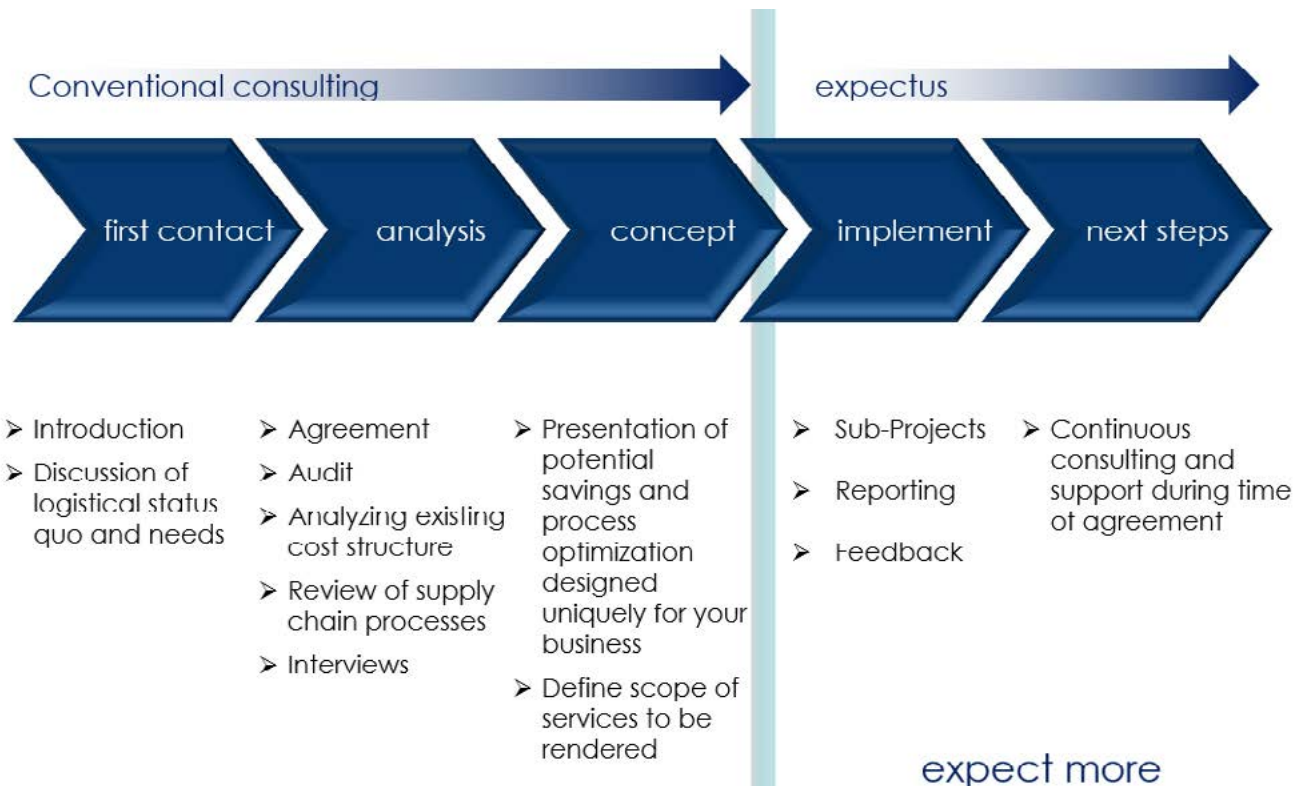 Conventional consulting
expectus
first contact
analysis
concept
implement
next steps
➢ Introduction
➢ Discussion of
logistical status
quo and needs
➢ Agreement
➢ Audit
➢ Analyzing existing
cost structure
➢ Review of supply
chain processes
➢ Interviews
➢ Presentation of
potential
savings and
process
optimization
designed
uniquely for your
business
➢ Define scope of
services to be
rendered
➢ Sub-Projects
➢ Reporting
➢ Feedback
➢ Continuous
consulting and
support during time
of agreement
expect more